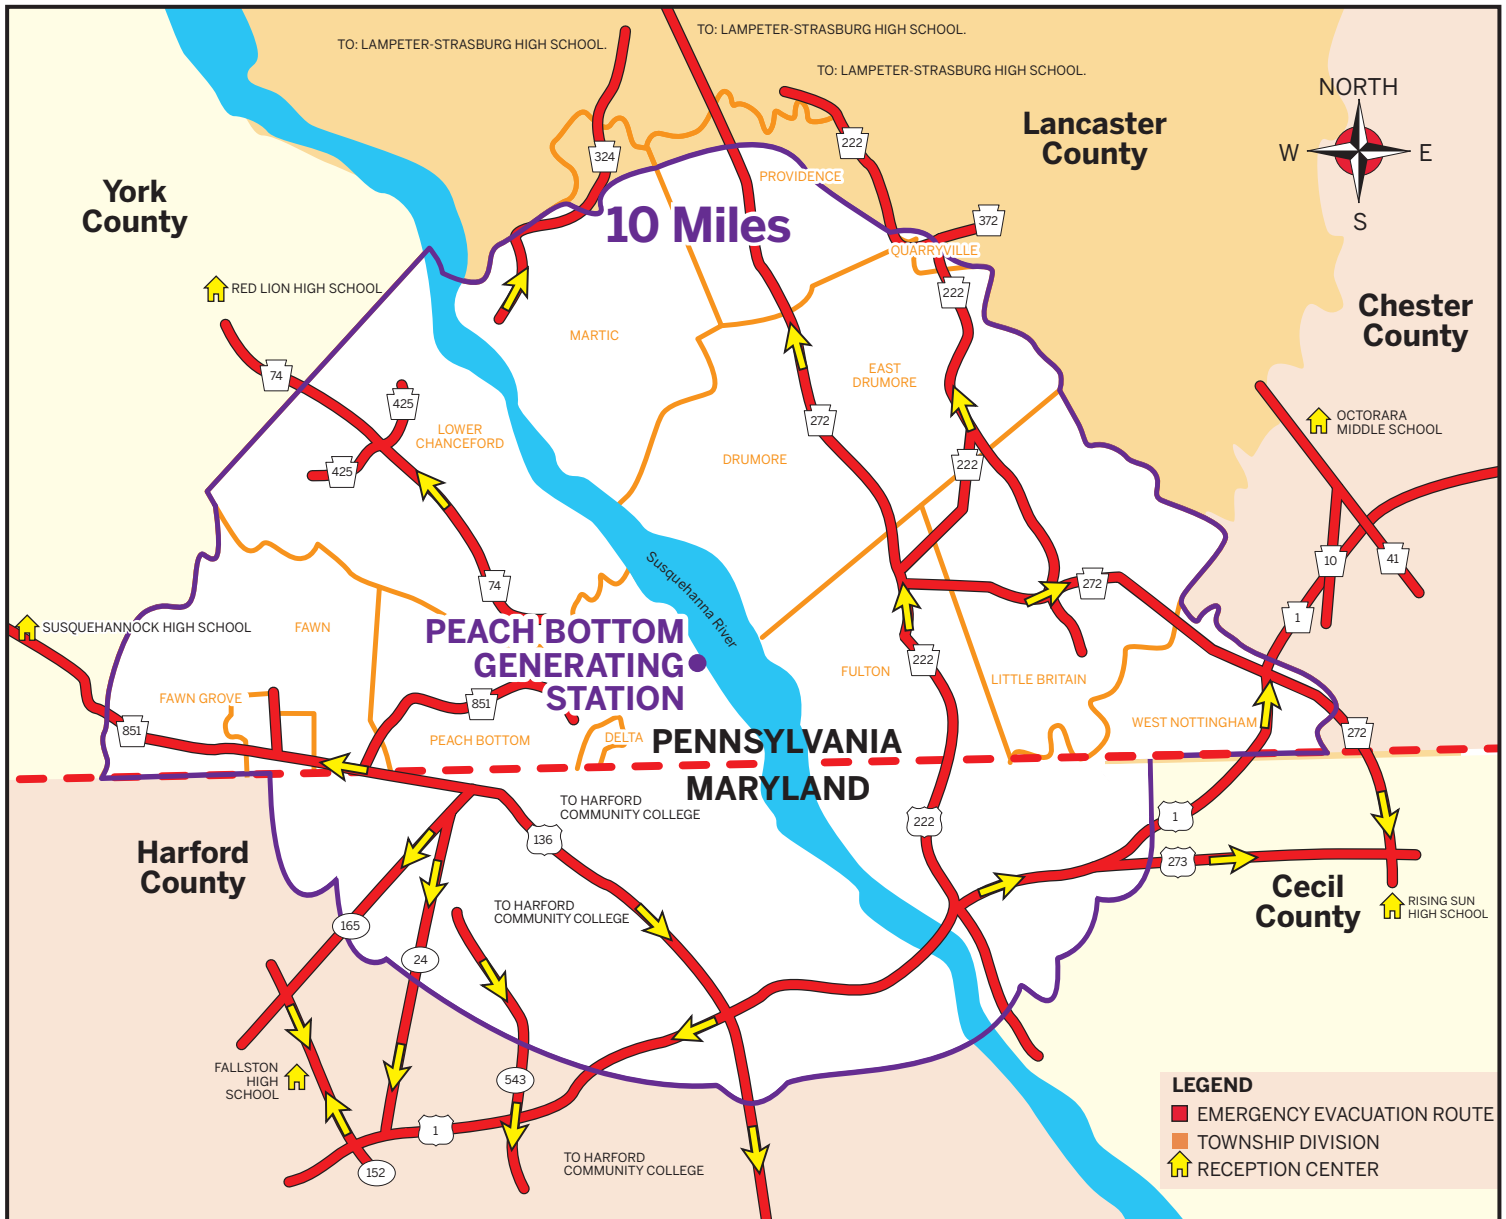 TO: LAMPETER-STRASBURG HIGH SCHOOL.
TO: LAMPETER-STRASBURG HIGH SCHOOL.
TO: LAMPETER-STRASBURG HIGH SCHOOL.
NORTH
W
E
S
Lancaster
County
York
County
Chester
County
324
222
PROVIDENCE
10 Miles
372
QUARRYVILLE
RED LION HIGH SCHOOL
222
MARTIC
74
EAST
DRUMORE
425
272
OCTORARA
MIDDLE SCHOOL
LOWER
CHANCEFORD
DRUMORE
425
222
Susquehanna River
10
41
74
272
1
SUSQUEHANNOCK HIGH SCHOOL
FAWN
PEACH BOTTOM
GENERATING
STATION
222
FULTON
LITTLE BRITAIN
FAWN GROVE
851
851
PEACH BOTTOM
DELTA
WEST NOTTINGHAM
272
PENNSYLVANIA
MARYLAND
TO HARFORD
COMMUNITY COLLEGE
136
222
1
273
Harford
County
Cecil
County
RISING SUN
HIGH SCHOOL
TO HARFORD
COMMUNITY COLLEGE
165
24
FALLSTON
HIGH
SCHOOL
543
1
152
TO HARFORD
COMMUNITY COLLEGE
LEGEND
EMERGENCY EVACUATION ROUTE
TOWNSHIP DIVISION
RECEPTION CENTER